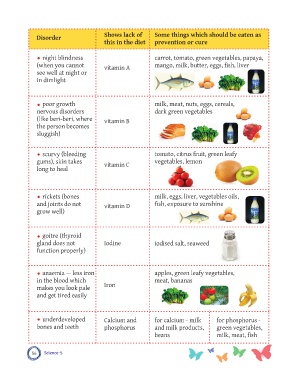 Disorder
Shows lack of
this in the diet
Some things which should be eaten as
prevention or cure
night blindness
(when you cannot
see well at night or
in dimlight
vitamin A
carrot, tomato, green vegetables, papaya,
mango, milk, butter, eggs, fish, liver
poor growth
nervous disorders
(like beri-beri, where
the person becomes
sluggish)
vitamin B
milk, meat, nuts, eggs, cereals,
dark green vegetables
scurvy (bleeding
gums), skin takes
long to heal
vitamin C
tomato, citrus fruit, green leafy
vegetables, lemon
rickets (bones
and joints do not
grow well)
vitamin D
milk, eggs, liver, vegetables oils,
fish, exposure to sunshine
goitre (thyroid
gland does not
function properly)
Iodine
iodised salt, seaweed
anaemia — less iron
in the blood which
makes you look pale
and get tired easily
Iron
apples, green leafy vegetables,
meat, bananas
underdeveloped
bones and teeth
Calcium and
phosphorus
for calcium - milk
and milk products,
beans
for phosphorus -
green vegetables,
milk, meat, fish
Science-5